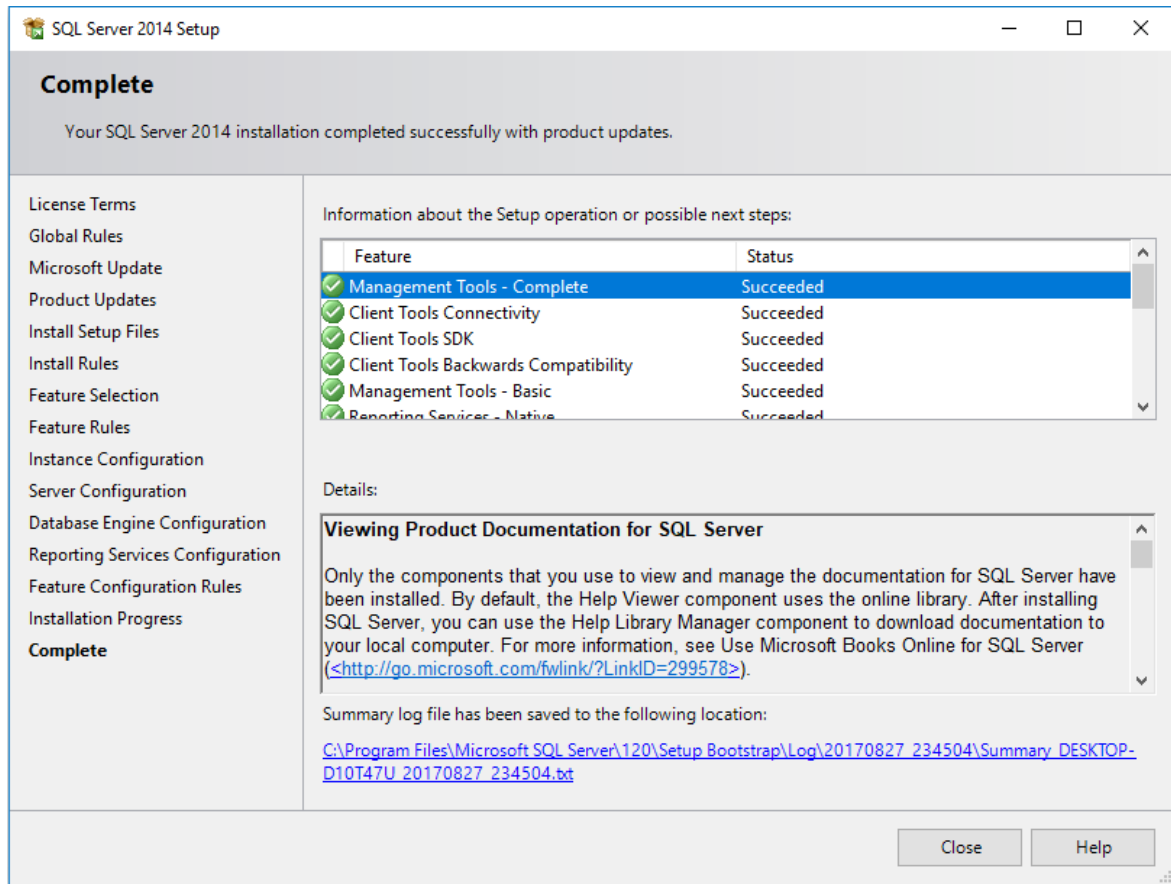 SQL Server 2014 Setup
Complete
Your SQL Server 2014 installation completed successfully with product updates.
License Terms
Global Rules
Microsoft Update
Product Updates
Install Setup Files
Install Rules
Feature Selection
Feature Rules
Instance Configuration
Server Configuration
Database Engine Configuration
Reporting Services Configuration
Feature Configuration Rules
Installation Progress
Complete
Information about the Setup operation or possible next steps:
Feature Status
Management Tools - Complete Succeeded
Client Tools Connectivity Succeeded
Client Tools SDK Succeeded
Client Tools Backwards Compatibility Succeeded
Management Tools - Basic Succeeded
Reporting Services - Native Succeeded
Details:
Viewing Product Documentation for SQL Server
Only the components that you use to view and manage the documentation for SQL Server have
been installed. By default, the Help Viewer component uses the online library. After installing
SQL Server, you can use the Help Library Manager component to download documentation to
your local computer. For more information, see Use Microsoft Books Online for SQL Server
(<http://go.microsoft.com/fwlink/?LinkID=299578>).
Summary log file has been saved to the following location:
C:\Program Files\Microsoft SQL Server\120\Setup Bootstrap\Log\20170827_234504\Summary_DESKTOP-
D10T47U_20170827_234504.txt
Close Help